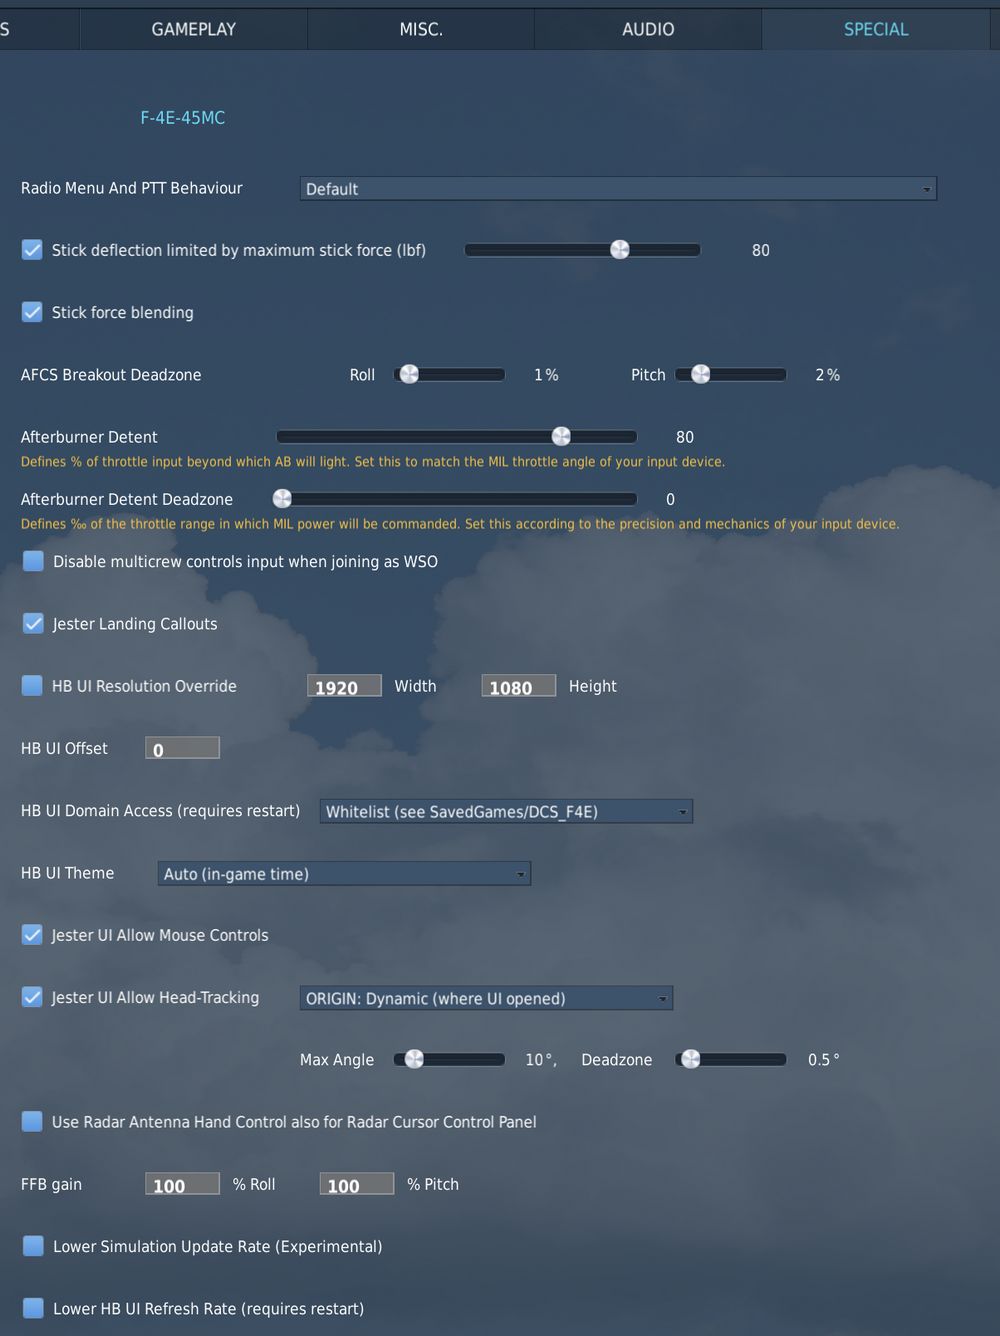 S GAMEPLAY MISC. AUDIO SPECIAL
F-4E-45MC
Radio Menu And PTT Behaviour Default
Stick deflection limited by maximum stick force (lbf) 80
Stick force blending
AFCS Breakout Deadzone Roll 1% Pitch 2%
Afterburner Detent 80
Defines % of throttle input beyond which AB will light. Set this to match the MIL throttle angle of your input device.
Afterburner Detent Deadzone 0
Defines ‰ of the throttle range in which MIL power will be commanded. Set this according to the precision and mechanics of your input device.
Disable multicrew controls input when joining as WSO
Jester Landing Callouts
HB UI Resolution Override 1920 Width 1080 Height
HB UI Offset 0
HB UI Domain Access (requires restart) Whitelist (see SavedGames/DCS_F4E)
HB UI Theme Auto (in-game time)
Jester UI Allow Mouse Controls
Jester UI Allow Head-Tracking ORIGIN: Dynamic (where UI opened)
Max Angle 10°, Deadzone 0.5°
Use Radar Antenna Hand Control also for Radar Cursor Control Panel
FFB gain 100 % Roll 100 % Pitch
Lower Simulation Update Rate (Experimental)
Lower HB UI Refresh Rate (requires restart)